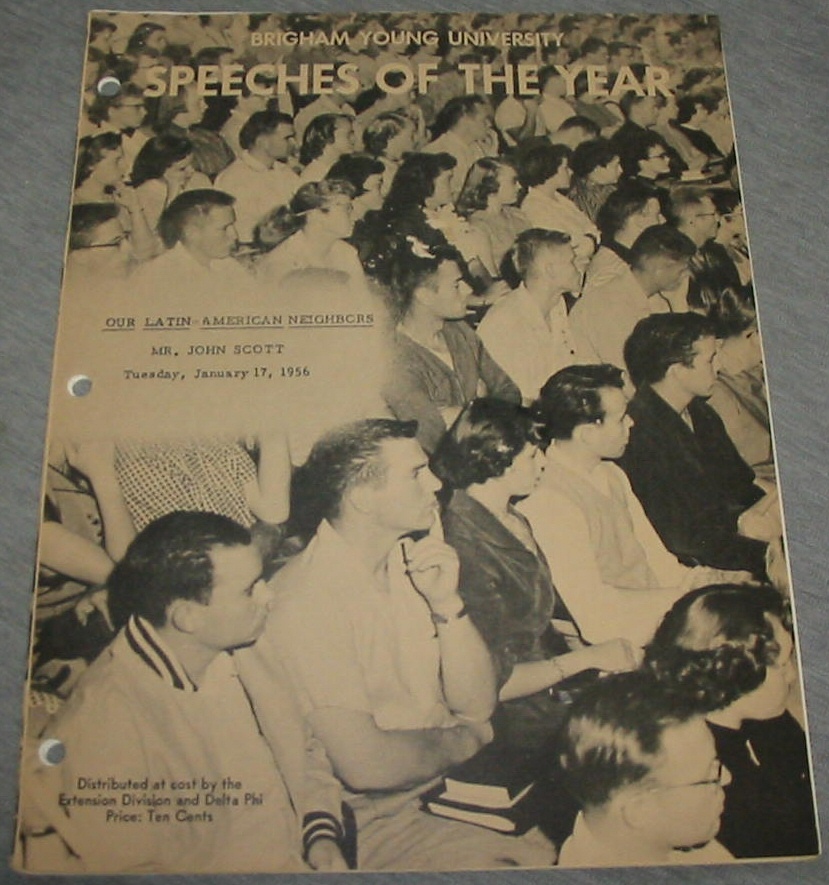 BRIGHAM YOUNG UNIVERSITY
SPEECHES OF THE YEAR
OUR LATIN-AMERICAN NEIGHBORS
MR. JOHN SCOTT
Tuesday, January 17, 1956
Distributed at cost by the
Extension Division and Delta Phi
Price: Ten Cents